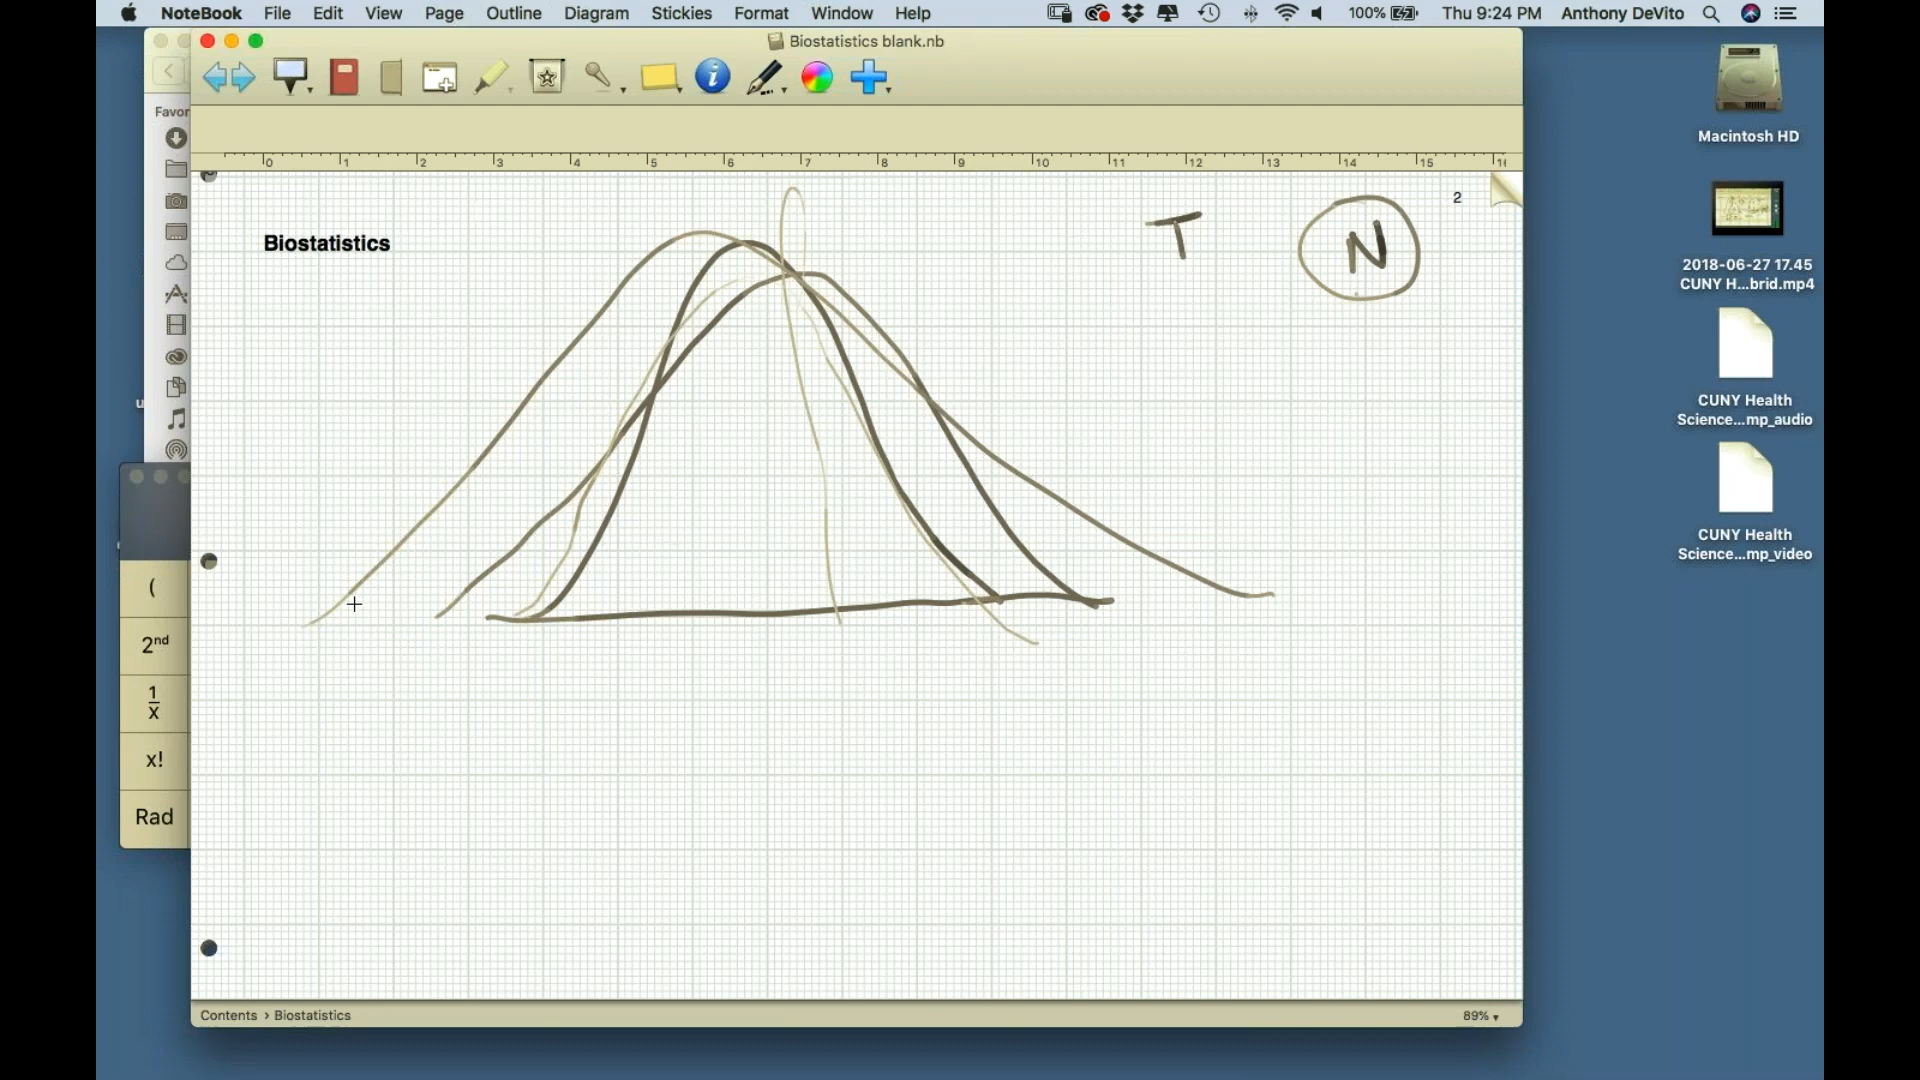 NoteBook File Edit View Page Outline Diagram Stickies Format Window Help 100% Thu 9:24 PM Anthony DeVito
Biostatistics blank.nb
Favor
0 1 2 3 4 5 6 7 8 9 10 11 12 13 14 15
2
Biostatistics
T N
(
2nd
1/x
x!
Rad
Contents › Biostatistics
89%
Macintosh HD
2018-06-27 17.45
CUNY H...brid.mp4
CUNY Health
Science...mp_audio
CUNY Health
Science...mp_video